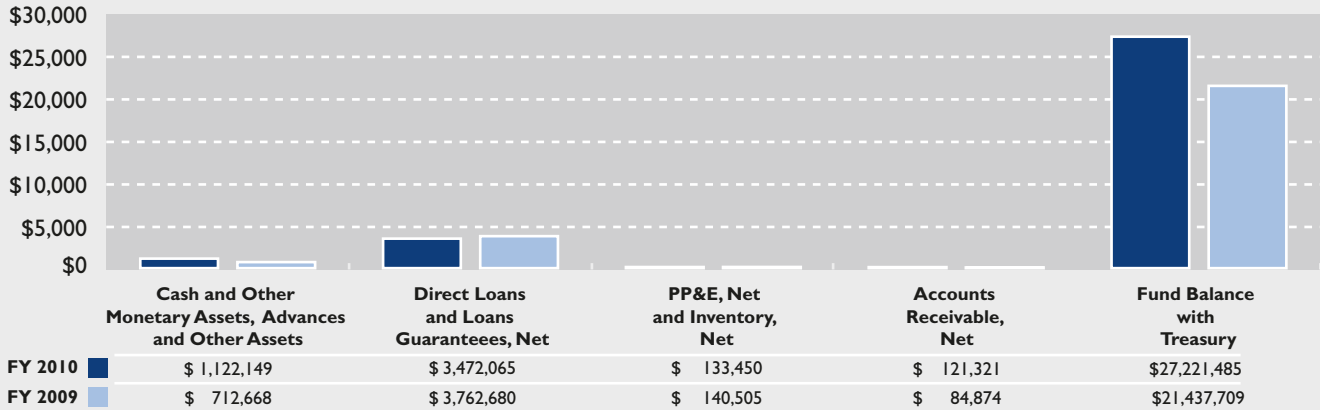 $30,000
$25,000
$20,000
$15,000
$10,000
$5,000
$0
Cash and Other
Monetary Assets, Advances
and Other Assets
Direct Loans
and Loans
Guaranteees, Net
PP&E, Net
and Inventory,
Net
Accounts
Receivable,
Net
Fund Balance
with
Treasury
FY 2010 $ 1,122,149 $ 3,472,065 $ 133,450 $ 121,321 $27,221,485
FY 2009 $ 712,668 $ 3,762,680 $ 140,505 $ 84,874 $21,437,709